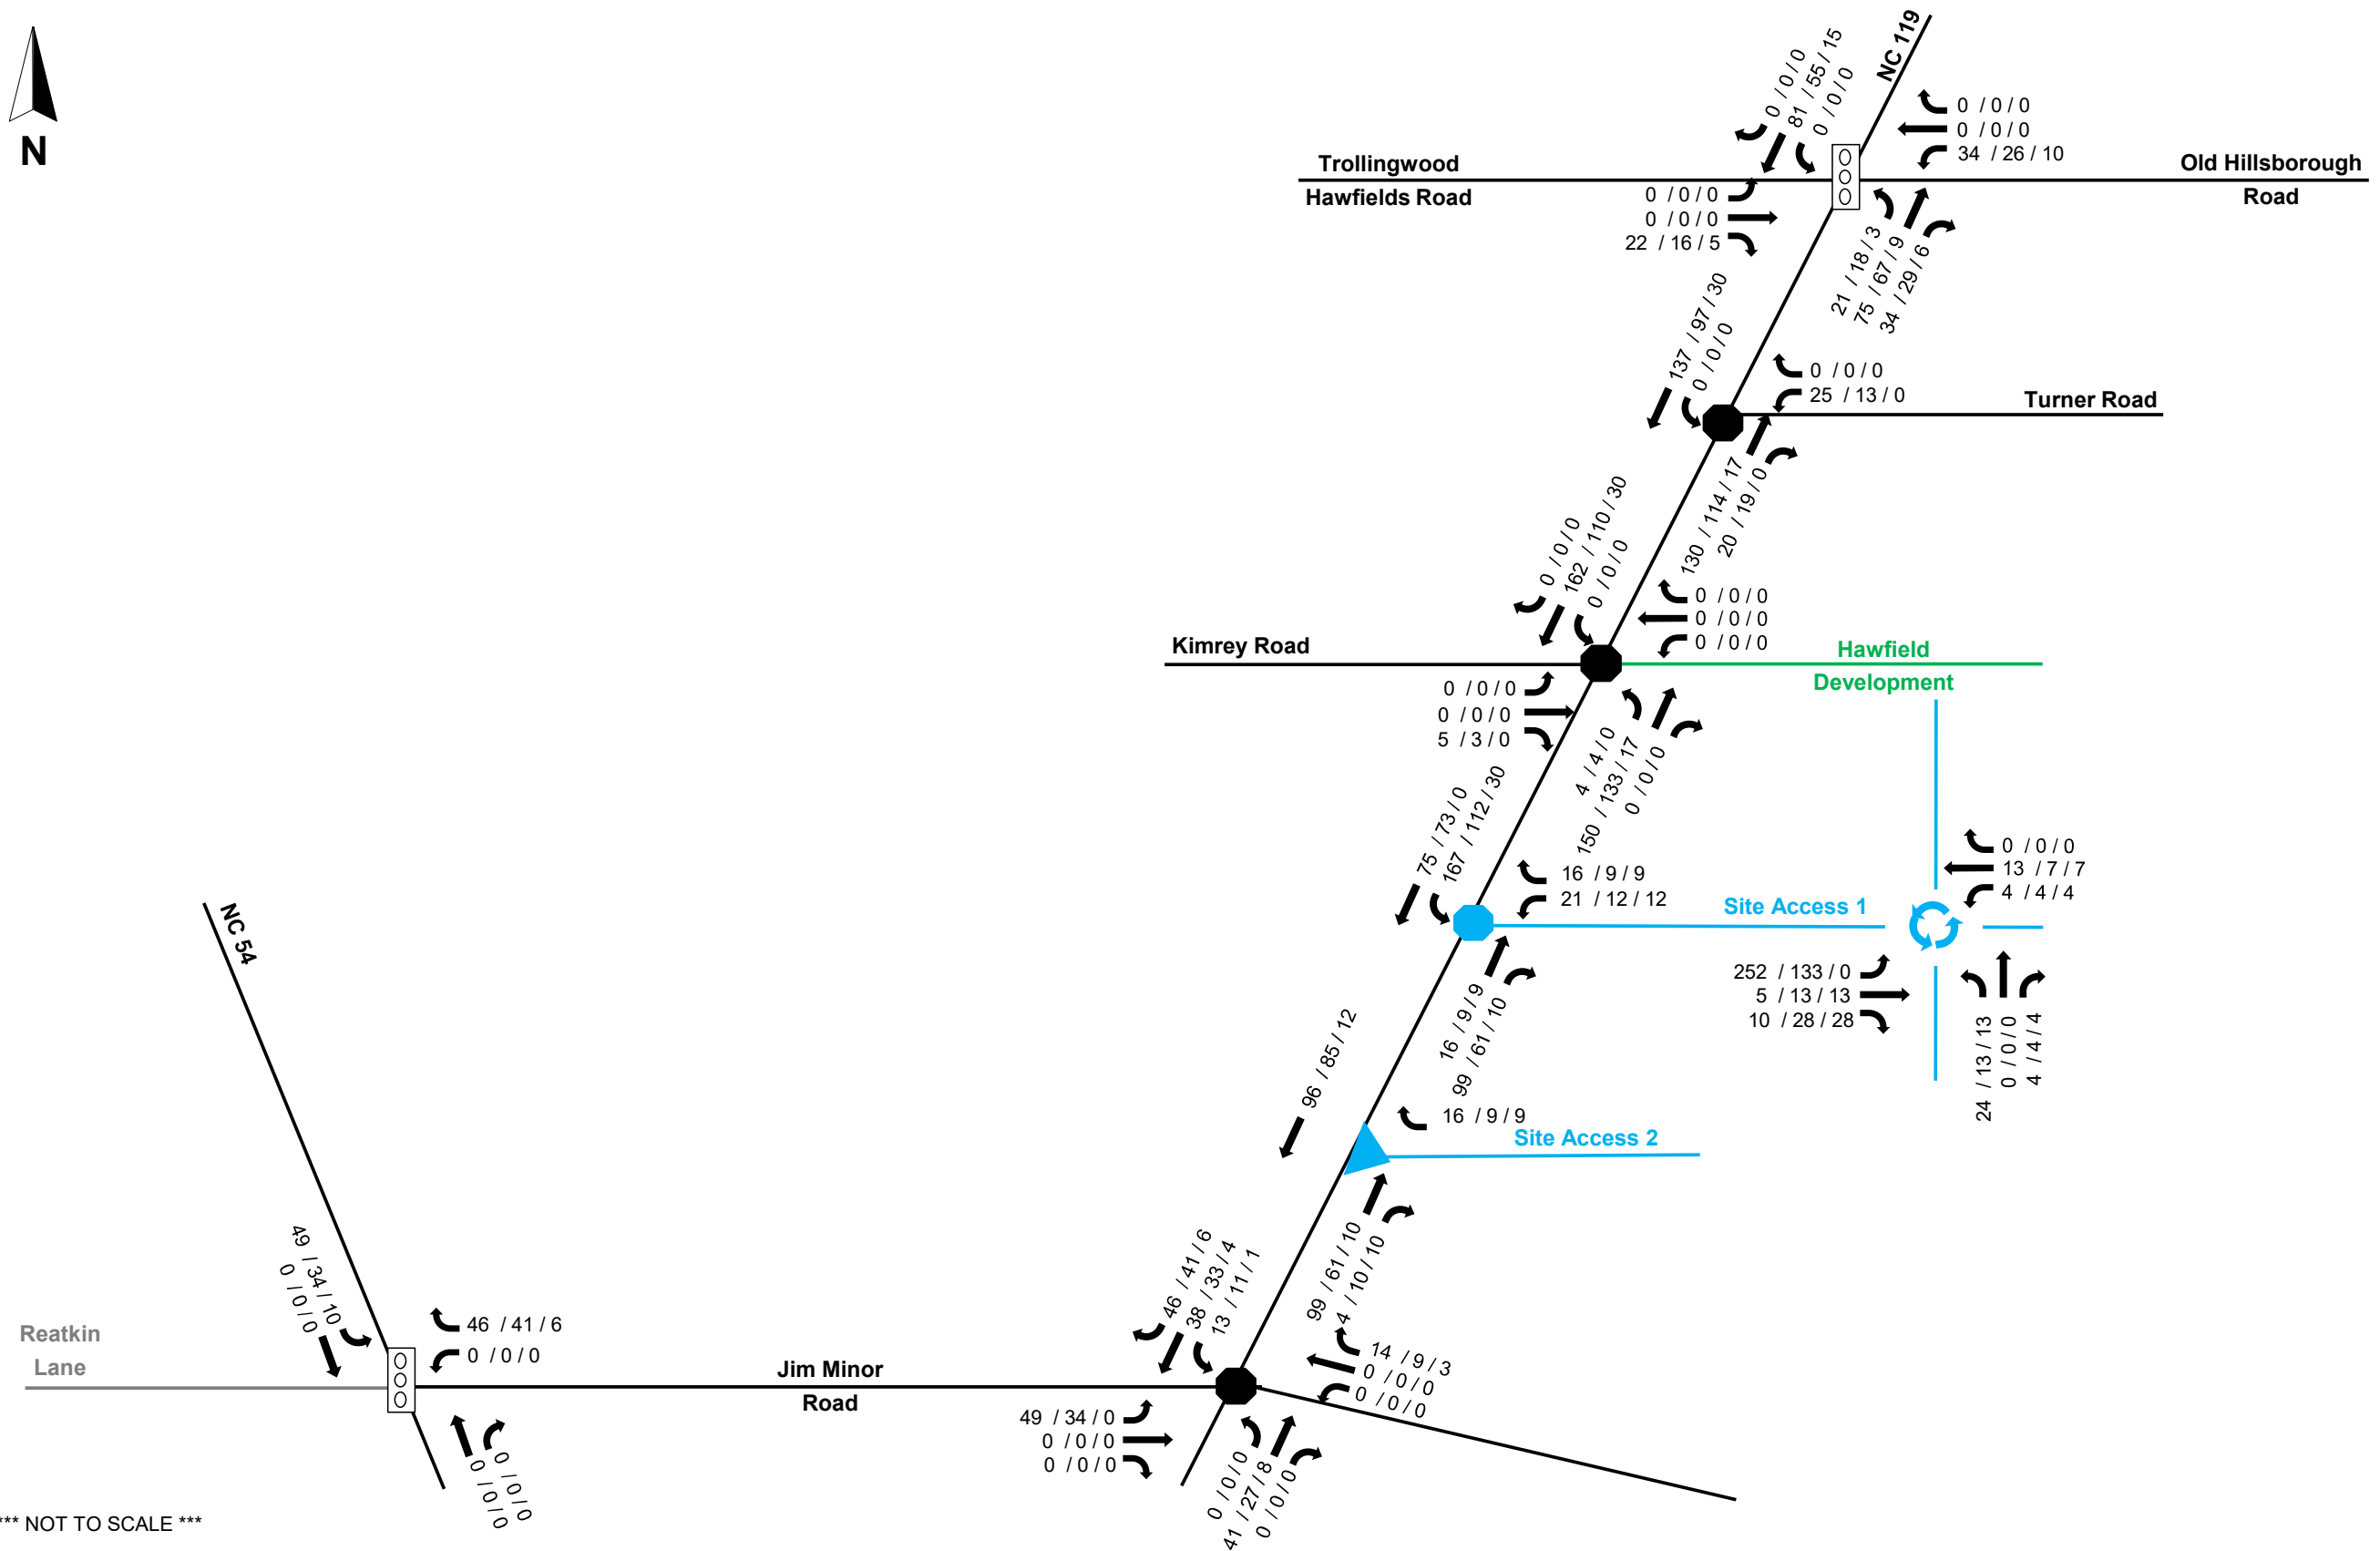 N
NC 119
0 / 0 / 0
81 / 55 / 15
0 / 0 / 0
0 / 0 / 0
0 / 0 / 0
34 / 26 / 10
Trollingwood
Hawfields Road
Old Hillsborough
Road
0 / 0 / 0
0 / 0 / 0
22 / 16 / 5
21 / 18 / 3
75 / 67 / 9
34 / 29 / 6
137 / 97 / 30
0 / 0 / 0
0 / 0 / 0
25 / 13 / 0
Turner Road
130 / 114 / 17
20 / 19 / 0
0 / 0 / 0
162 / 110 / 30
0 / 0 / 0
0 / 0 / 0
0 / 0 / 0
0 / 0 / 0
Kimrey Road
Hawfield
Development
0 / 0 / 0
0 / 0 / 0
5 / 3 / 0
4 / 4 / 0
150 / 133 / 17
0 / 0 / 0
75 / 73 / 0
167 / 112 / 30
16 / 9 / 9
21 / 12 / 12
Site Access 1
0 / 0 / 0
13 / 7 / 7
4 / 4 / 4
252 / 133 / 0
5 / 13 / 13
10 / 28 / 28
24 / 13 / 13
0 / 0 / 0
4 / 4 / 4
16 / 9 / 9
99 / 61 / 10
96 / 85 / 12
16 / 9 / 9
Site Access 2
99 / 61 / 10
4 / 10 / 10
NC 54
49 / 34 / 10
0 / 0 / 0
46 / 41 / 6
0 / 0 / 0
Reatkin
Lane
0 / 0 / 0
0 / 0 / 0
Jim Minor
Road
46 / 41 / 6
38 / 33 / 4
13 / 11 / 1
14 / 9 / 3
0 / 0 / 0
0 / 0 / 0
49 / 34 / 0
0 / 0 / 0
0 / 0 / 0
0 / 0 / 0
41 / 27 / 8
0 / 0 / 0
*** NOT TO SCALE ***